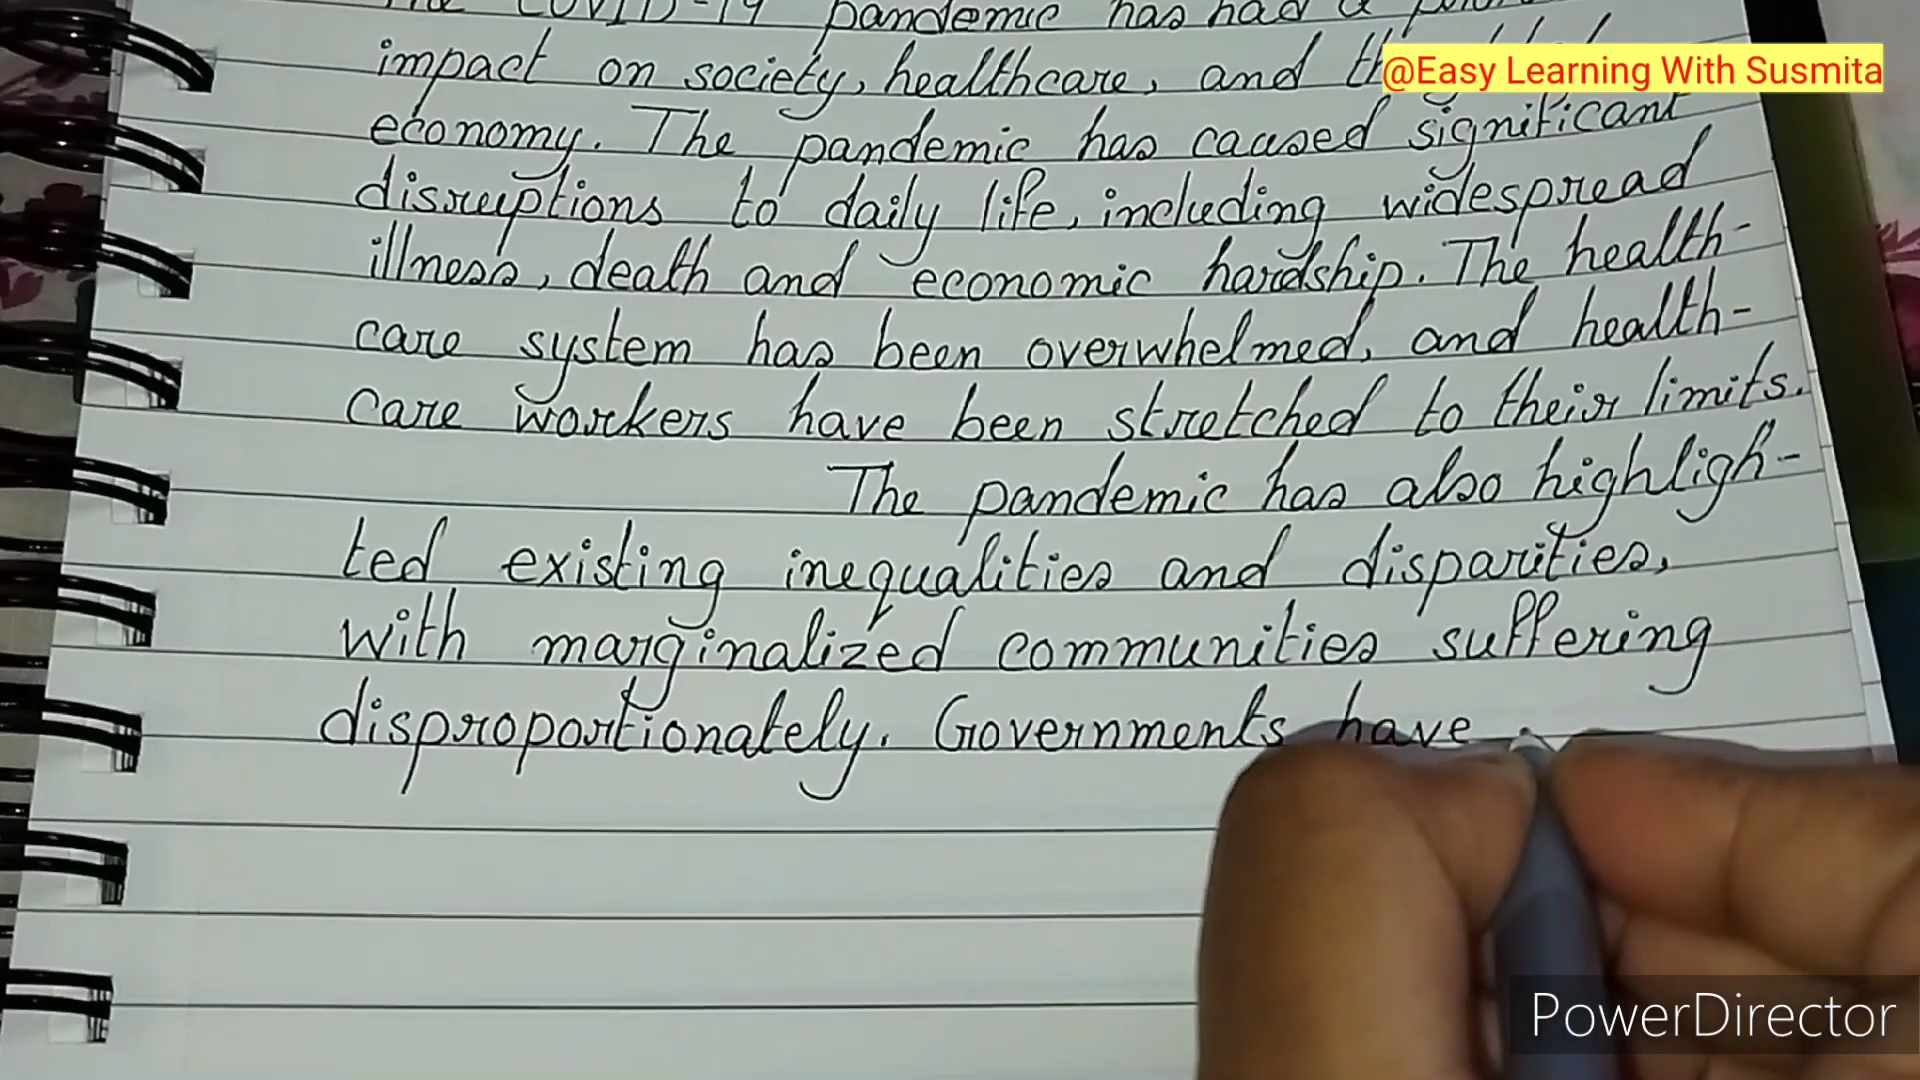 The COVID-19 pandemic has had a
impact on society, healthcare, and
@Easy Learning With Susmita
economy. The pandemic has caused significant
disruptions to daily life, including widespread
illness, death and economic hardship. The health-
care system has been overwhelmed, and health-
care workers have been stretched to their limits.
The pandemic has also highligh-
ted existing inequalities and disparities,
with marginalized communities suffering
disproportionately. Governments have
PowerDirector